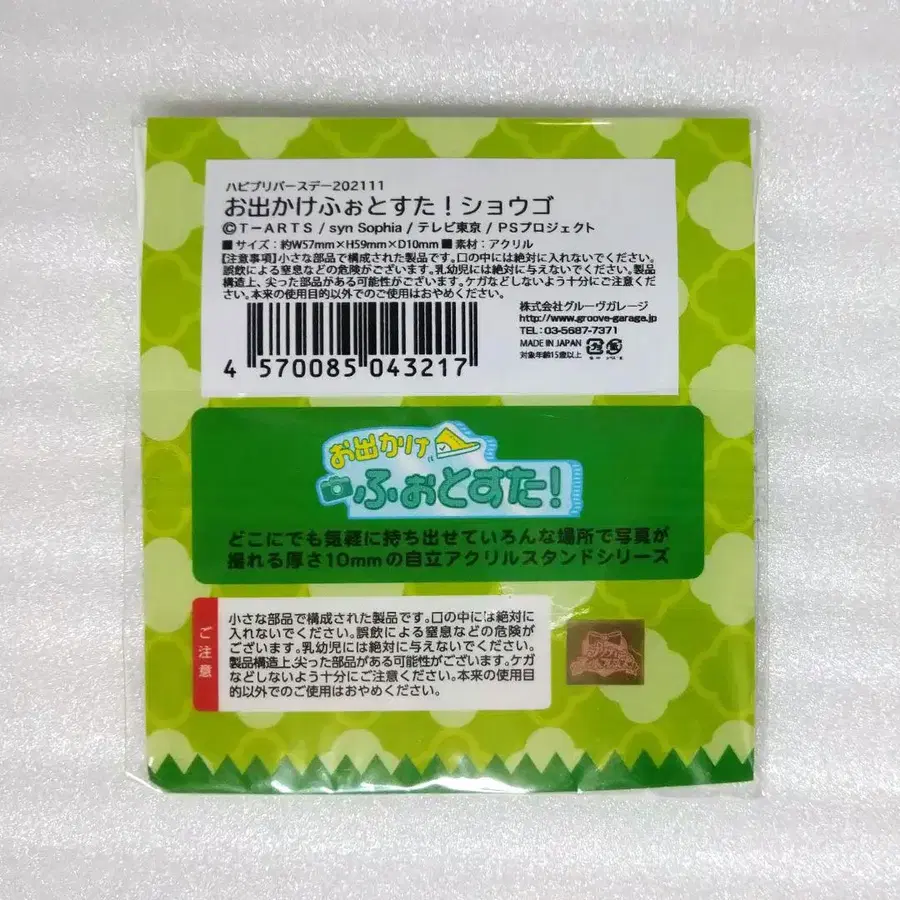 ハピプリバースデー202111
お出かけふぉとすた！ショウゴ
©T-ARTS / syn Sophia / テレビ東京 / PSプロジェクト
■サイズ：約W57mm×H59mm×D10mm ■素材：アクリル
【注意事項】小さな部品で構成された製品です。口の中には絶対に入れないでください。
誤飲による窒息などの危険がございます。乳幼児には絶対に与えないでください。製品
構造上、尖った部品がある可能性がございます。ケガなどしないよう十分にご注意くだ
さい。本来の使用目的以外でのご使用はおやめください。
株式会社グルーヴガレージ
http://www.groove-garage.jp
TEL：03-5687-7371
MADE IN JAPAN
対象年齢15歳以上
4 570085 043217
お出かけ
ふぉとすた！
どこにでも気軽に持ち出せていろんな場所で写真が
撮れる厚さ10mmの自立アクリルスタンドシリーズ
ご注意
小さな部品で構成された製品です。口の中には絶対に
入れないでください。誤飲による窒息などの危険が
ございます。乳幼児には絶対に与えないでください。
製品構造上、尖った部品がある可能性がございます。ケガ
などしないよう十分にご注意ください。本来の使用目
的以外でのご使用はおやめください。